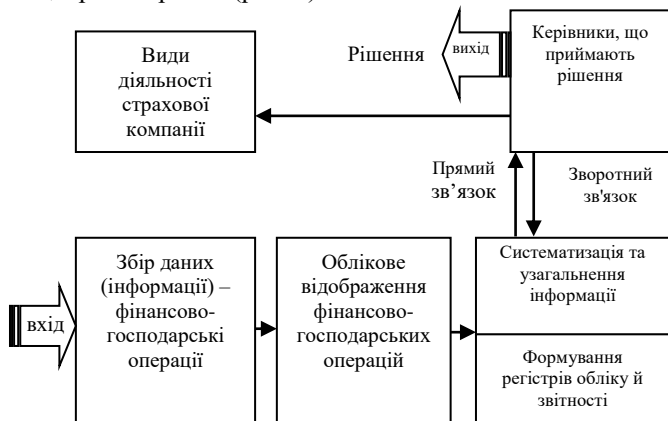 Види
діяльності
страхової
компанії
Рішення
вихід
Керівники, що
приймають
рішення
Прямий
зв’язок
Зворотний
зв'язок
вхід
Збір даних
(інформації) –
фінансово-
господарські
операції
Облікове
відображення
фінансово-
господарських
операцій
Систематизація та
узагальнення
інформації
Формування
регістрів обліку й
звітності